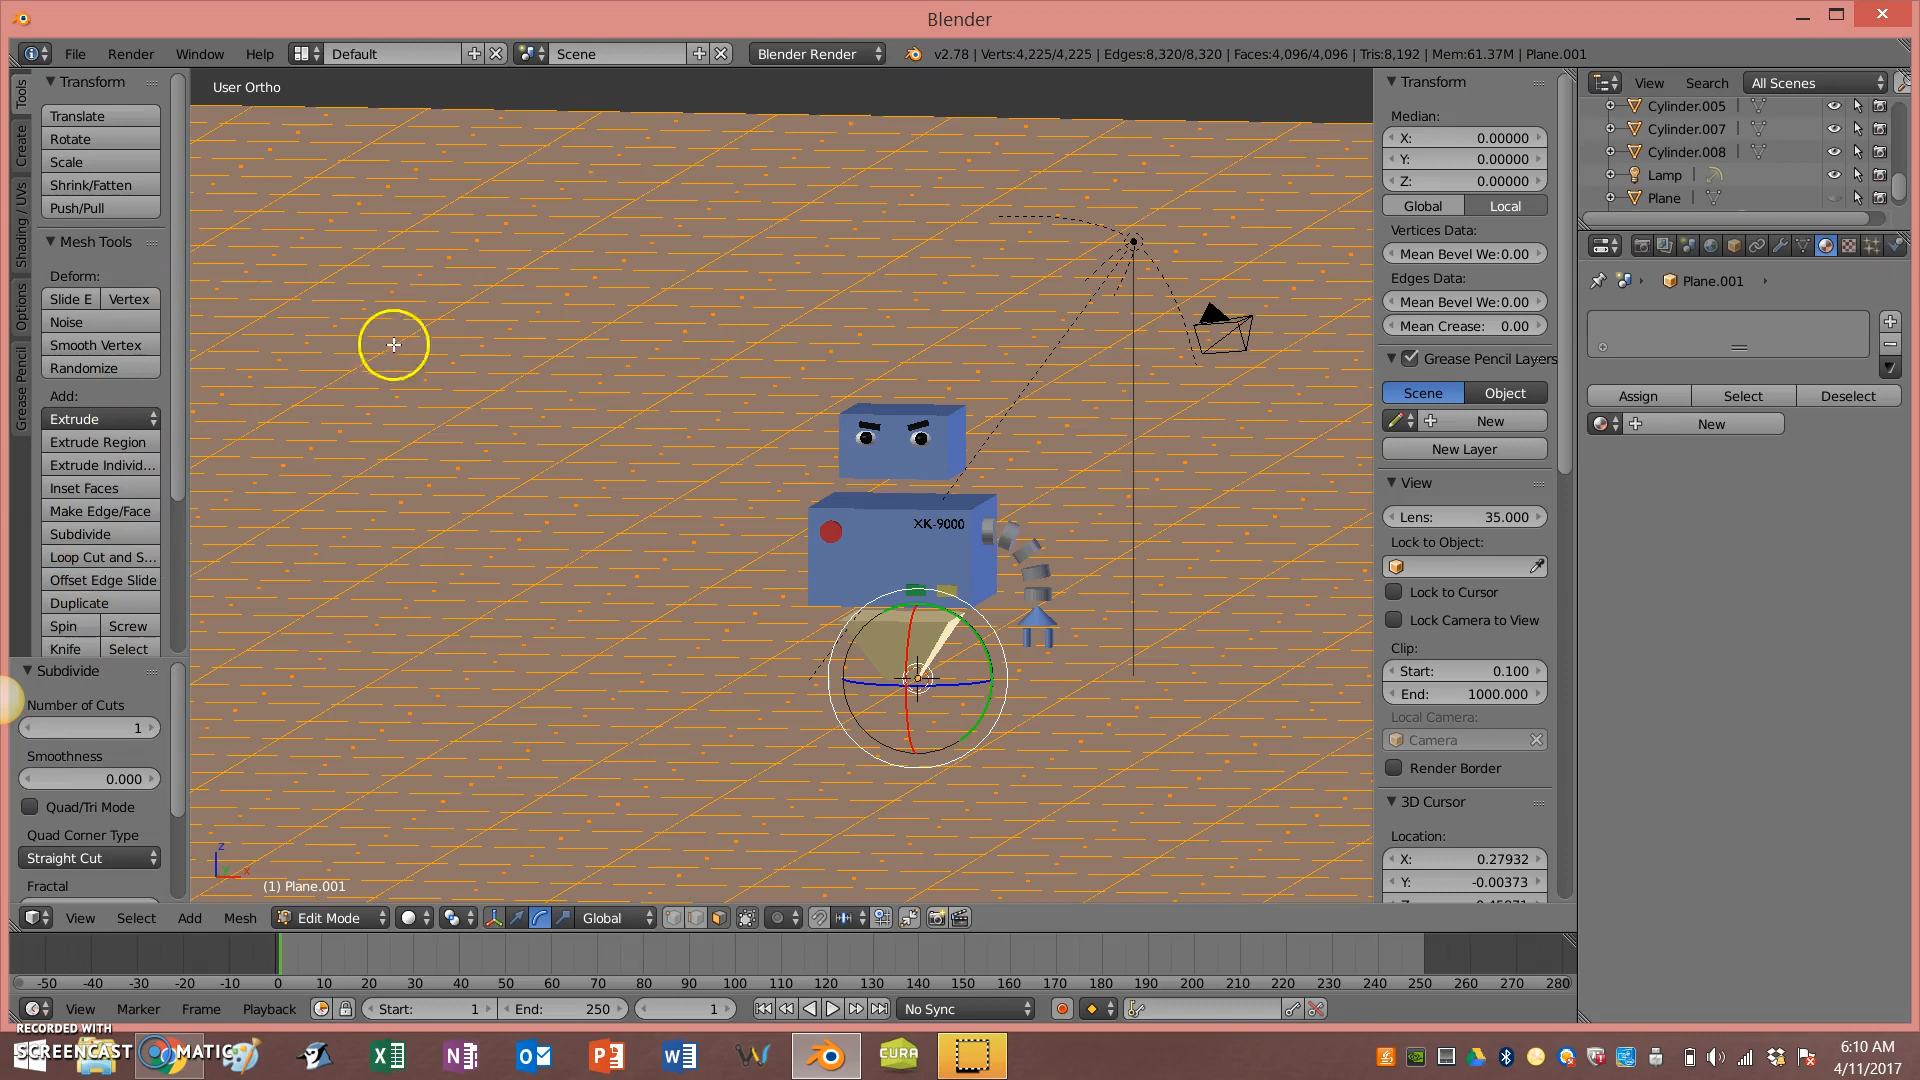 Blender
File Render Window Help Default Scene Blender Render v2.78 | Verts:4,225/4,225 | Edges:8,320/8,320 | Faces:4,096/4,096 | Tris:8,192 | Mem:61.37M | Plane.001
Tools
Create
Shading / UVs
Options
Grease Pencil
Transform
Translate
Rotate
Scale
Shrink/Fatten
Push/Pull
Mesh Tools
Deform:
Slide E Vertex
Noise
Smooth Vertex
Randomize
Add:
Extrude
Extrude Region
Extrude Individ...
Inset Faces
Make Edge/Face
Subdivide
Loop Cut and S...
Offset Edge Slide
Duplicate
Spin Screw
Knife Select
Subdivide
Number of Cuts
1
Smoothness
0.000
Quad/Tri Mode
Quad Corner Type
Straight Cut
Fractal
User Ortho
XK-9000
z
x
(1) Plane.001
Transform
Median:
X: 0.00000
Y: 0.00000
Z: 0.00000
Global Local
Vertices Data:
Mean Bevel We:0.00
Edges Data:
Mean Bevel We:0.00
Mean Crease: 0.00
Grease Pencil Layers
Scene Object
New
New Layer
View
Lens: 35.000
Lock to Object:
Lock to Cursor
Lock Camera to View
Clip:
Start: 0.100
End: 1000.000
Local Camera:
Camera
Render Border
3D Cursor
Location:
X: 0.27932
Y: -0.00373
View Search All Scenes
Cylinder.005
Cylinder.007
Cylinder.008
Lamp
Plane
Plane.001
Assign Select Deselect
New
View Select Add Mesh Edit Mode Global
-50 -40 -30 -20 -10 0 10 20 30 40 50 60 70 80 90 100 110 120 130 140 150 160 170 180 190 200 210 220 230 240 250 260 270 280
View Marker Frame Playback Start: 1 End: 250 1 No Sync
RECORDED WITH
SCREENCAST MATIC
CURA
6:10 AM
4/11/2017